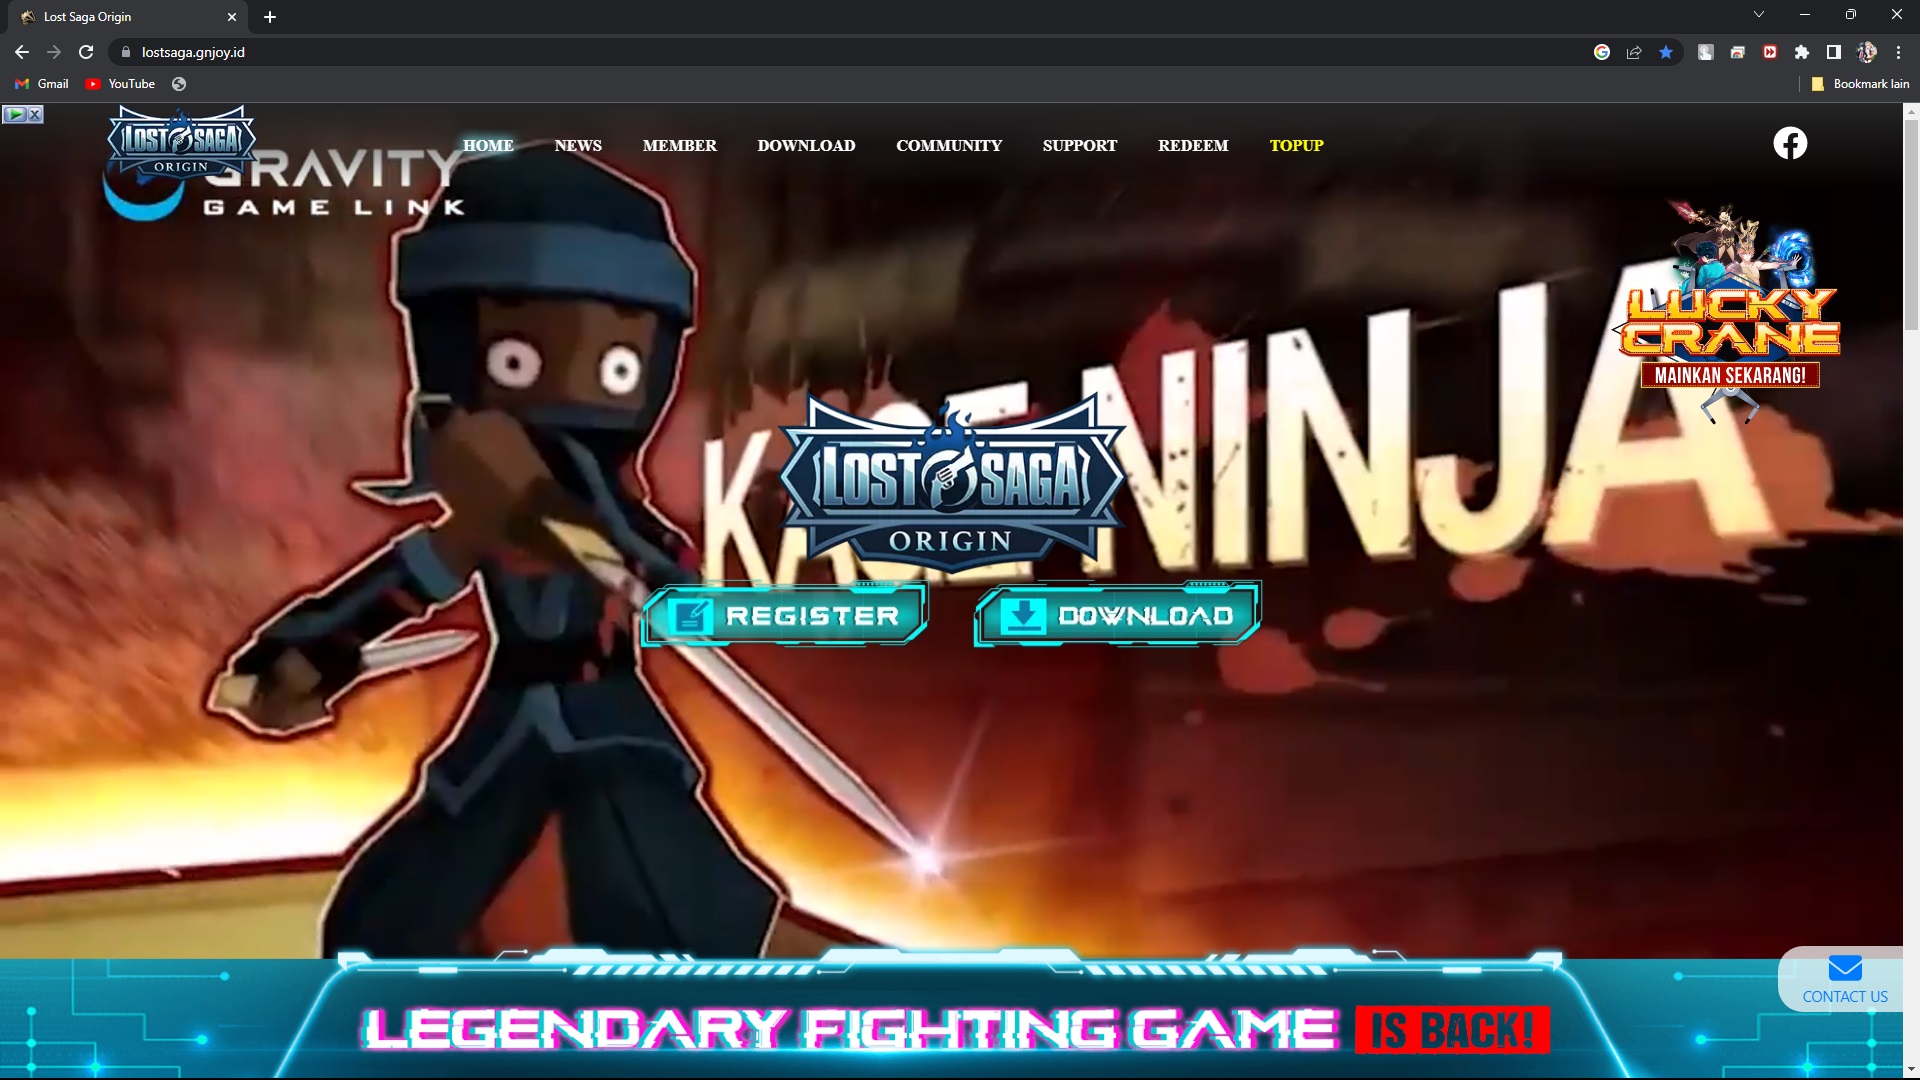 Lost Saga Origin
lostsaga.gnjoy.id
Gmail YouTube Bookmark lain
LOST SAGA
ORIGIN
HOME NEWS MEMBER DOWNLOAD COMMUNITY SUPPORT REDEEM TOPUP
GRAVITY
GAME LINK
LUCKY
CRANE
MAINKAN SEKARANG!
NINJA
LOST SAGA
ORIGIN
REGISTER DOWNLOAD
CONTACT US
LEGENDARY FIGHTING GAME IS BACK!